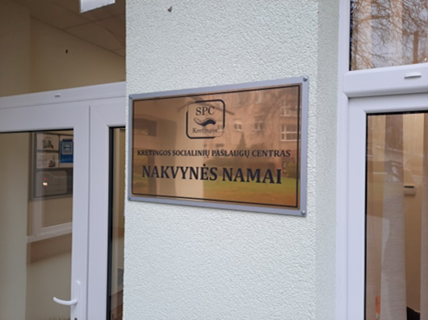 SPC
Kretinga
KRETINGOS SOCIALINIŲ PASLAUGŲ CENTRAS
NAKVYNĖS NAMAI